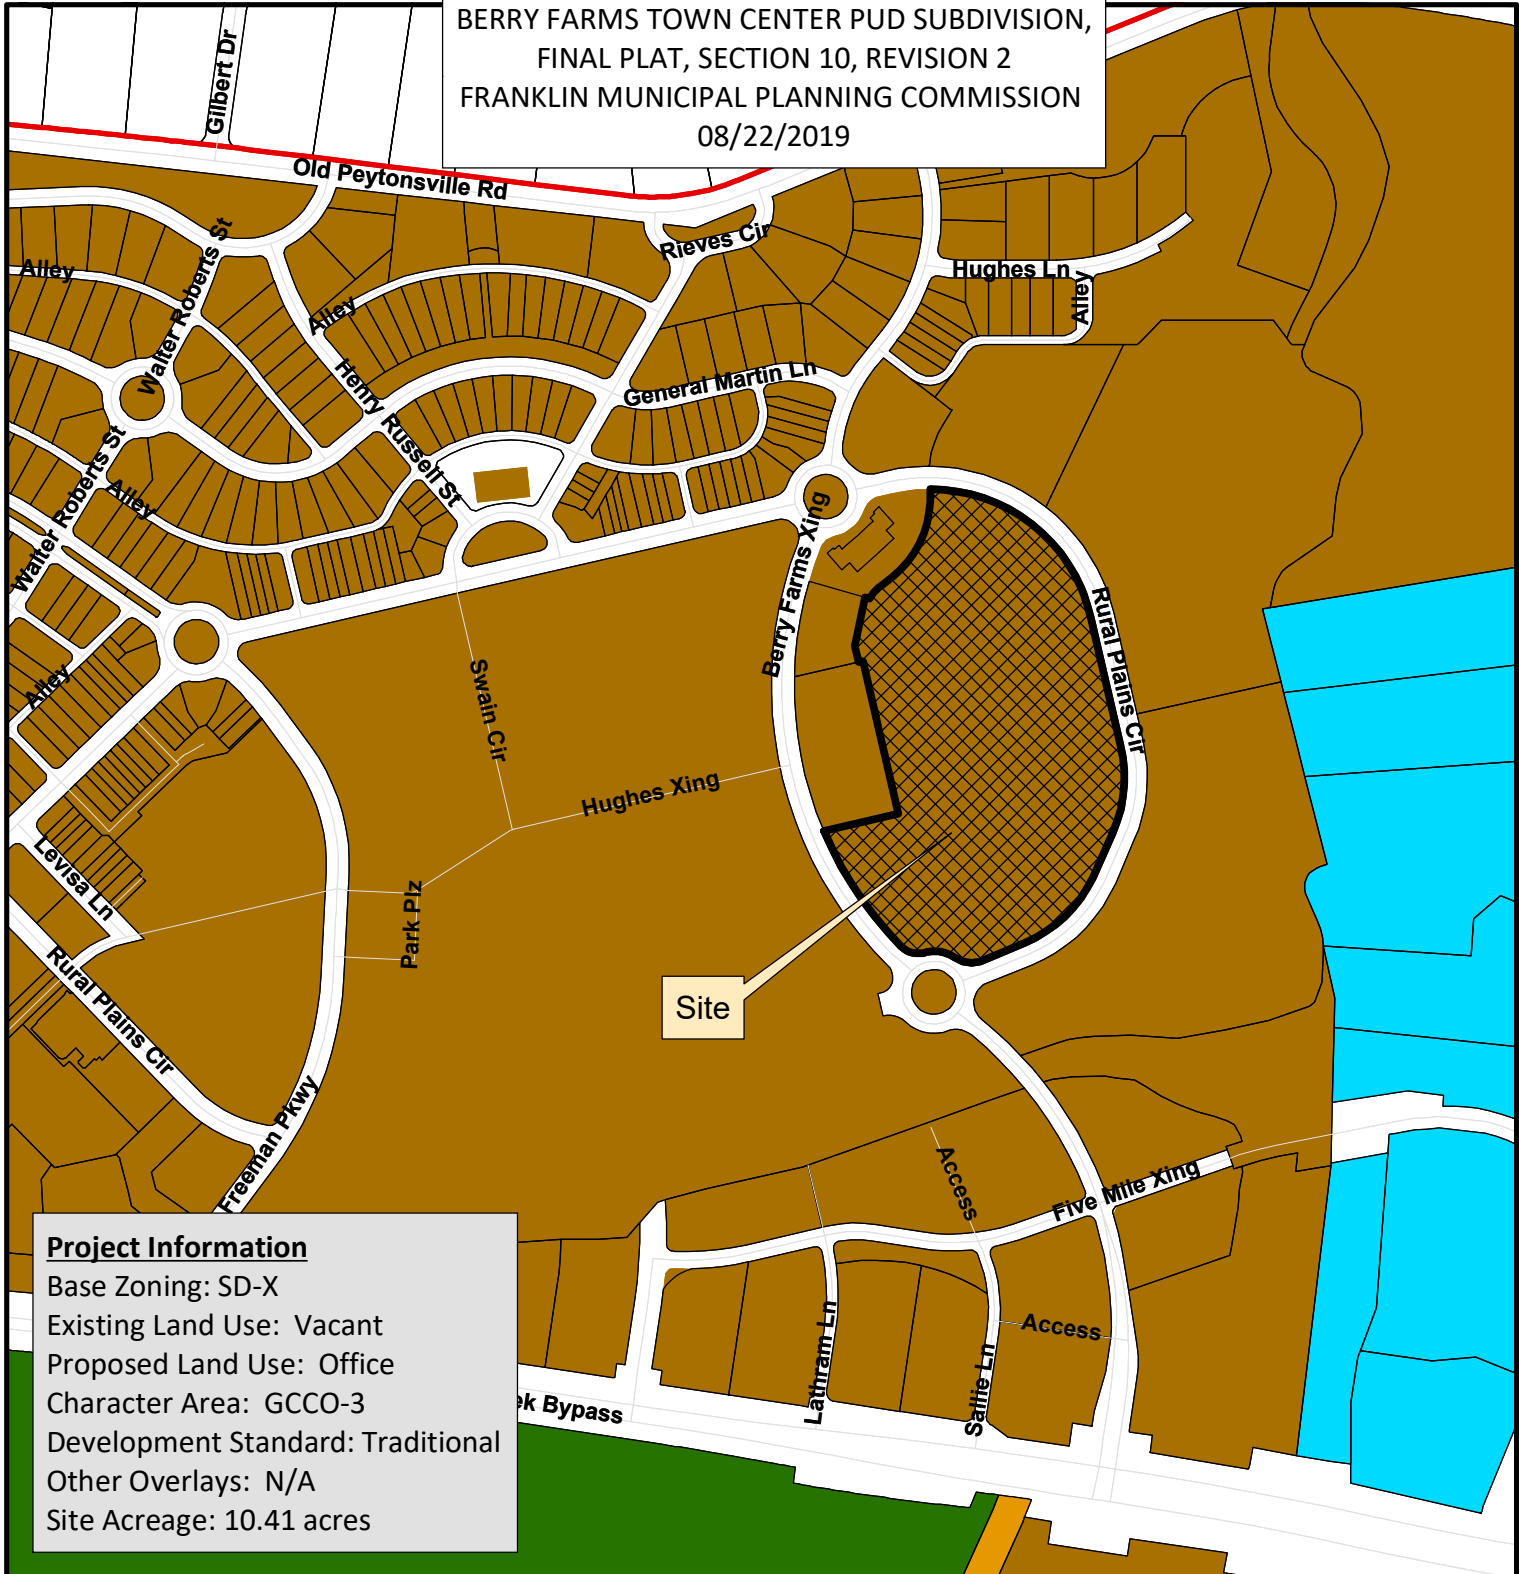 BERRY FARMS TOWN CENTER PUD SUBDIVISION,
FINAL PLAT, SECTION 10, REVISION 2
FRANKLIN MUNICIPAL PLANNING COMMISSION
08/22/2019
Gilbert Dr
Old Peytonsville Rd
Rieves Cir
Walter Roberts St
Alley
Hughes Ln
Alley
Alley
Henry Russell St
General Martin Ln
Walter Roberts St
Alley
Berry Farms Xing
Rural Plains Cir
Alley
Swain Cir
Hughes Xing
Levisa Ln
Park Plz
Rural Plains Cir
Site
Freeman Pkwy
Access
Five Mile Xing
Access
Lathram Ln
Sallie Ln
ek Bypass
Project Information
Base Zoning: SD-X
Existing Land Use: Vacant
Proposed Land Use: Office
Character Area: GCCO-3
Development Standard: Traditional
Other Overlays: N/A
Site Acreage: 10.41 acres